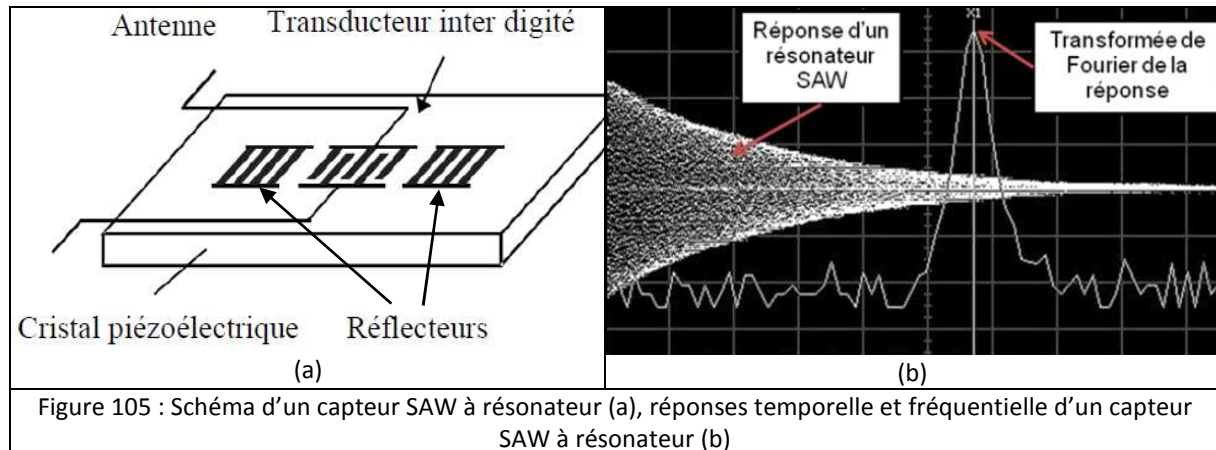 Antenne
Transducteur inter digité
Cristal piézoélectrique
Réflecteurs
(a)
X1
Réponse d'un
résonateur
SAW
Transformée de
Fourier de la
réponse
(b)
Figure 105 : Schéma d'un capteur SAW à résonateur (a), réponses temporelle et fréquentielle d'un capteur
SAW à résonateur (b)